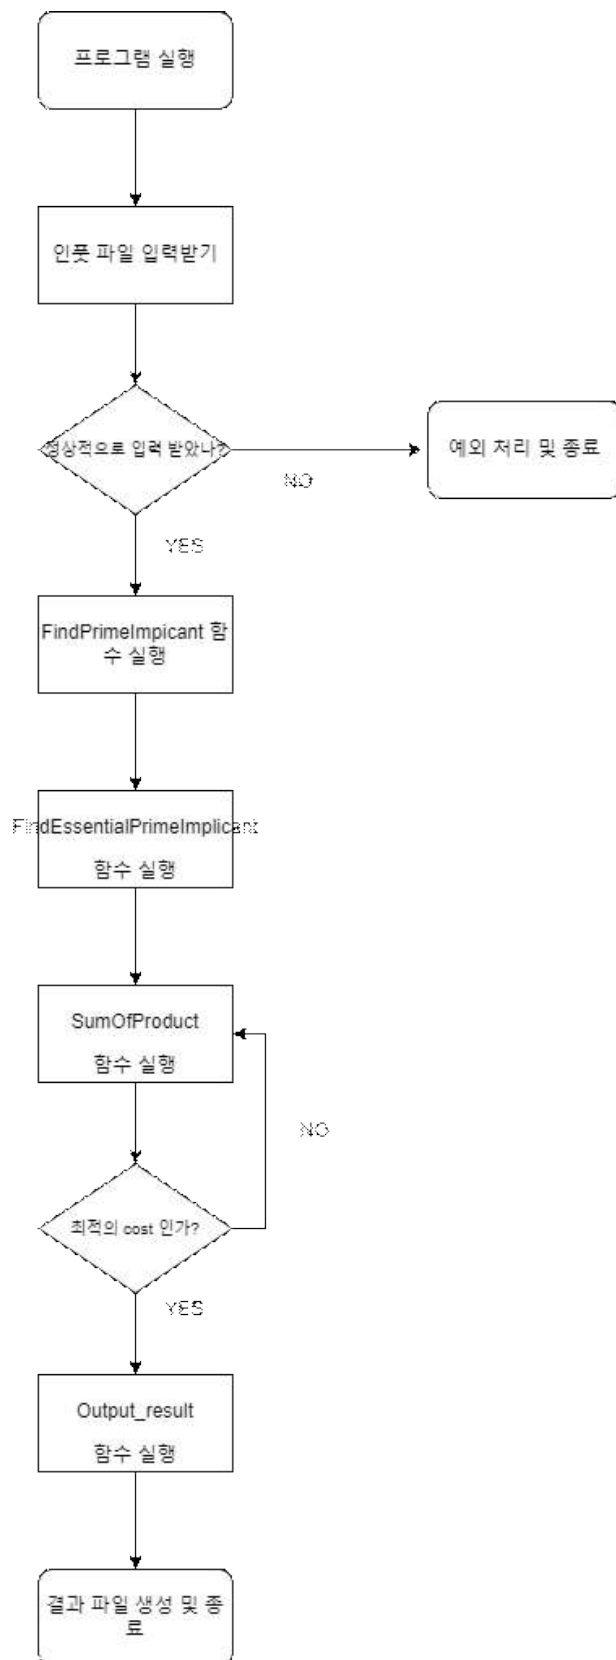 프로그램 실행
인풋 파일 입력받기
정상적으로 입력 받았나?
예외 처리 및 종료
NO
YES
FindPrimeImpicant 함
수 실행
FindEssentialPrimeImplicant
함수 실행
SumOfProduct
함수 실행
NO
최적의 cost 인가?
YES
Output_result
함수 실행
결과 파일 생성 및 종
료